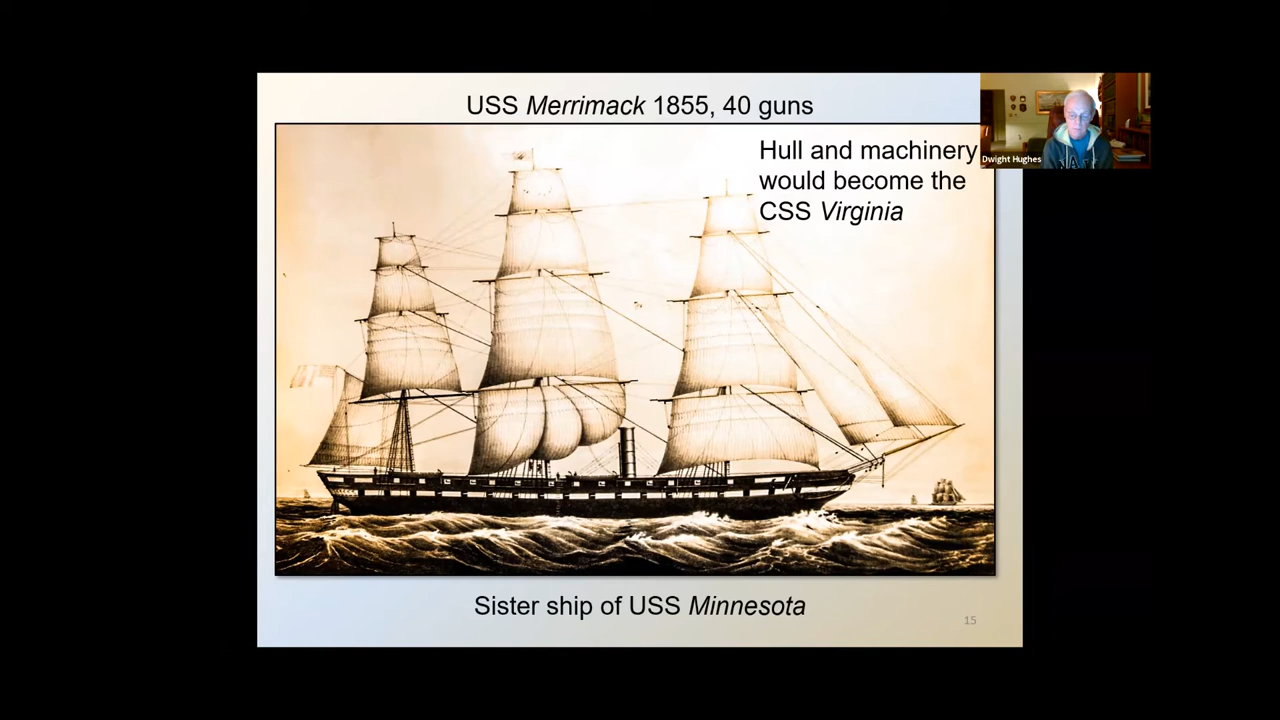 USS Merrimack 1855, 40 guns
Hull and machinery
would become the
CSS Virginia
Dwight Hughes
Sister ship of USS Minnesota
15